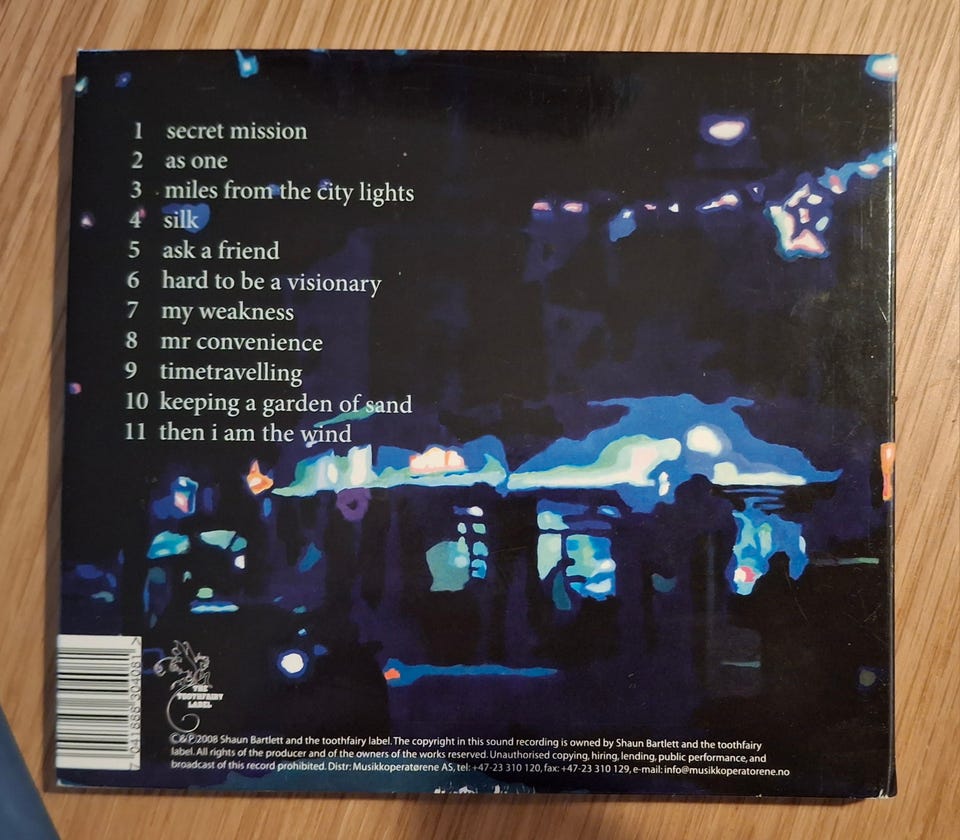 1 secret mission
2 as one
3 miles from the city lights
4 silk
5 ask a friend
6 hard to be a visionary
7 my weakness
8 mr convenience
9 timetravelling
10 keeping a garden of sand
11 then i am the wind
THE
TOOTHFAIRY
LABEL
C & P 2008 Shaun Bartlett and the toothfairy label. The copyright in this sound recording is owned by Shaun Bartlett and the toothfairy
label. All rights of the producer and of the owners of the works reserved. Unauthorised copying, hiring, lending, public performance, and
broadcast of this record prohibited. Distr: Musikkoperatørene AS, tel: +47-23 310 120, fax: +47-23 310 129, e-mail: info@musikkoperatorene.no